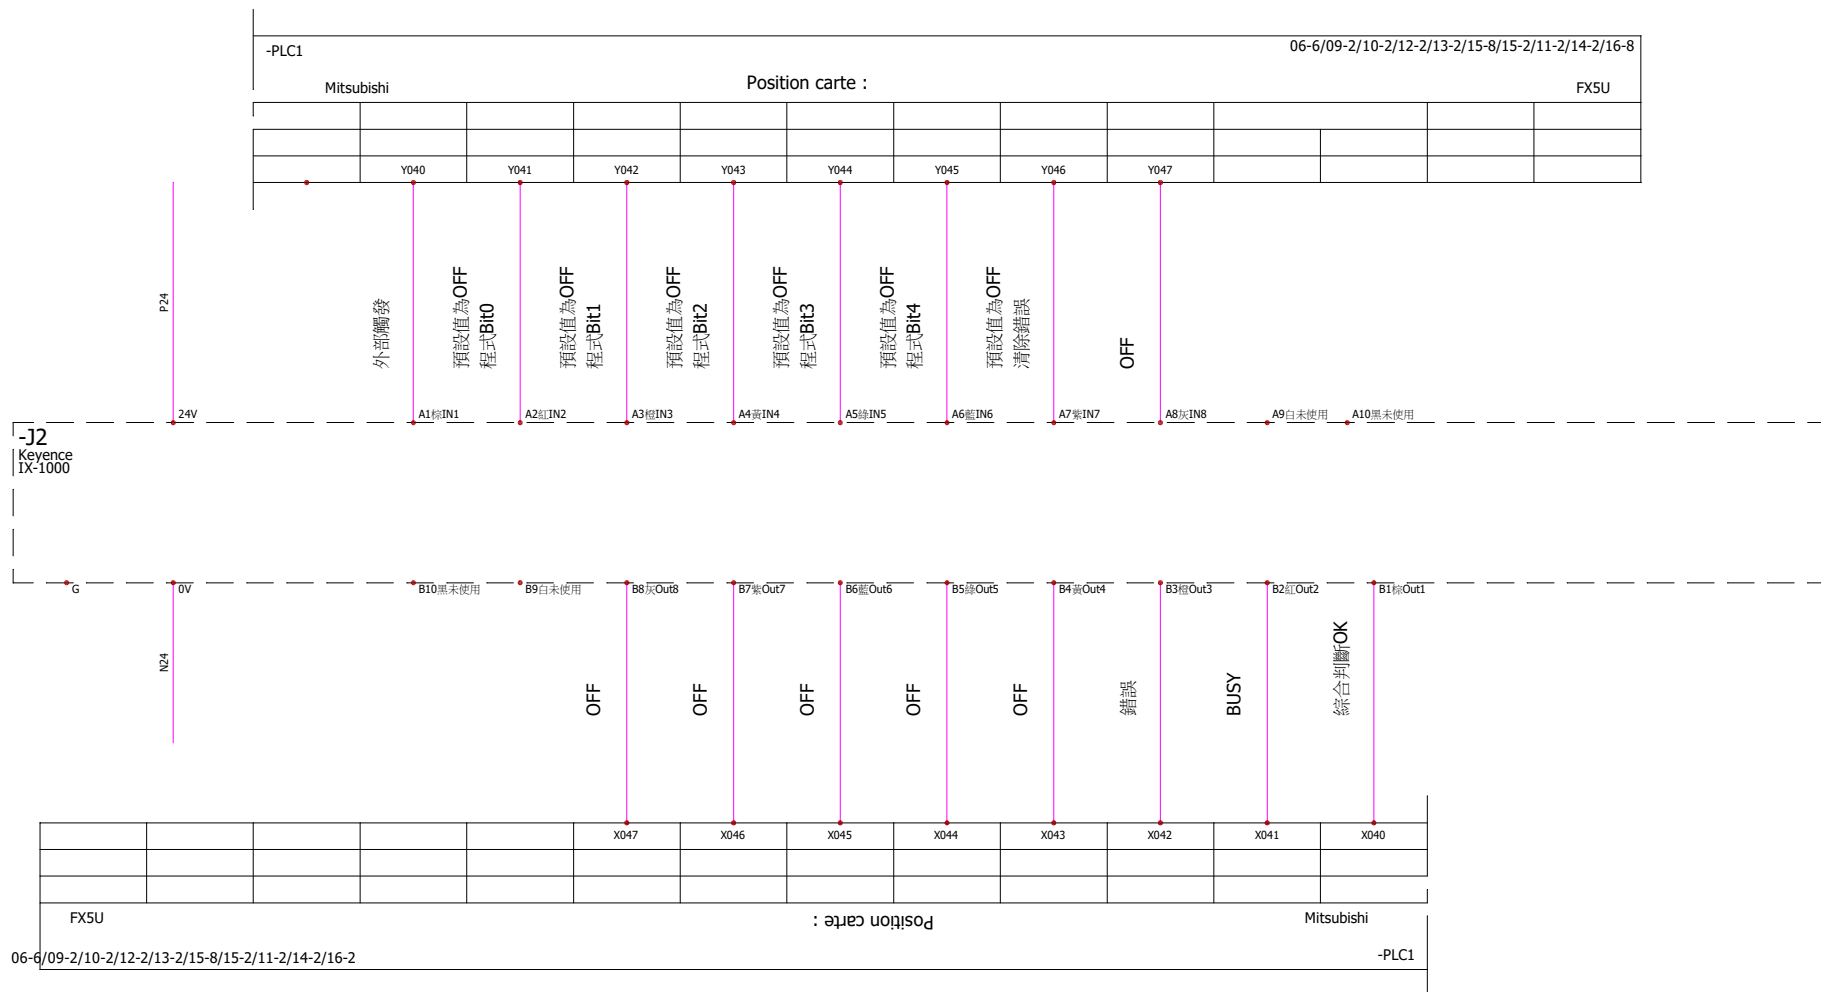 -PLC1
06-6/09-2/10-2/12-2/13-2/15-8/15-2/11-2/14-2/16-8
Mitsubishi
Position carte :
FX5U
Y040
Y041
Y042
Y043
Y044
Y045
Y046
Y047
P24
外部觸發
預設值為OFF
程式Bit0
預設值為OFF
程式Bit1
預設值為OFF
程式Bit2
預設值為OFF
程式Bit3
預設值為OFF
程式Bit4
預設值為OFF
清除錯誤
OFF
24V
A1棕IN1
A2紅IN2
A3橙IN3
A4黃IN4
A5綠IN5
A6藍IN6
A7紫IN7
A8灰IN8
A9白未使用
A10黑未使用
-J2
Keyence
IX-1000
G
0V
B10黑未使用
B9白未使用
B8灰Out8
B7紫Out7
B6藍Out6
B5綠Out5
B4黃Out4
B3橙Out3
B2紅Out2
B1棕Out1
N24
OFF
OFF
OFF
OFF
OFF
錯誤
BUSY
綜合判斷OK
X047
X046
X045
X044
X043
X042
X041
X040
FX5U
Position carte :
Mitsubishi
06-6/09-2/10-2/12-2/13-2/15-8/15-2/11-2/14-2/16-2
-PLC1